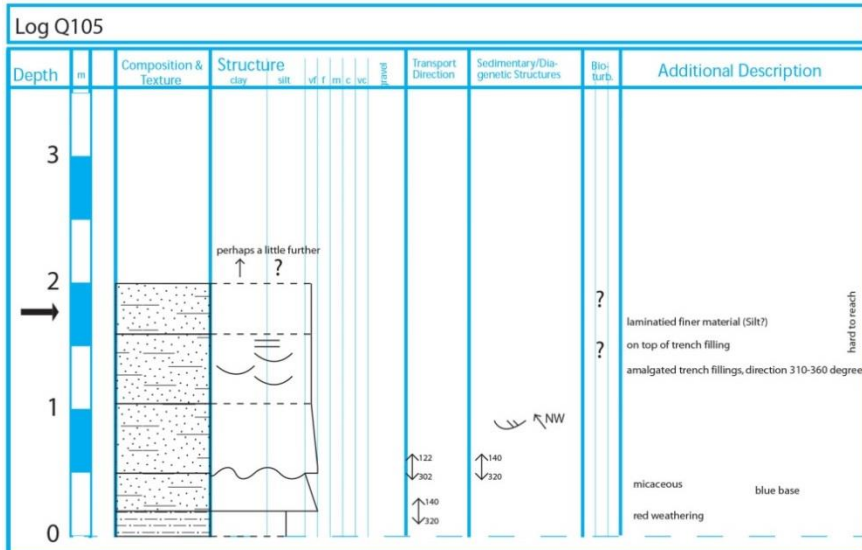 Log Q105
Depth m Composition & Texture Structure clay silt vf f m c vc gravel Transport Direction Sedimentary/Dia-genetic Structures Bio-turb. Additional Description
3
perhaps a little further
?
2
?
laminatied finer material (Silt?)
hard to reach
? on top of trench filling
amalgated trench fillings, direction 310-360 degree
1
NW
122 140
302 320
micaceous
blue base
140
320
red weathering
0